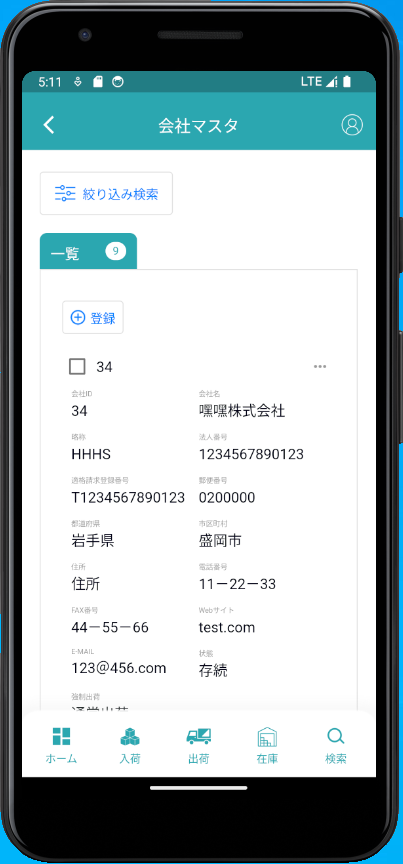 5:11 LTE
会社マスタ
絞り込み検索
一覧 9
登録
34 •••
会社ID 会社名
34 嘿嘿株式会社
略称 法人番号
HHHS 1234567890123
適格請求登録番号 郵便番号
T1234567890123 0200000
都道府県 市区町村
岩手県 盛岡市
住所 電話番号
住所 11－22－33
FAX番号 Webサイト
44－55－66 test.com
E-MAIL 状態
123@456.com 存続
強制出荷
通常出荷
ホーム 入荷 出荷 在庫 検索